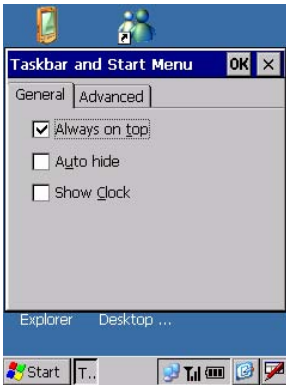 Taskbar and Start Menu OK ×
General Advanced
Always on top
Auto hide
Show Clock
Explorer Desktop ...
Start T..